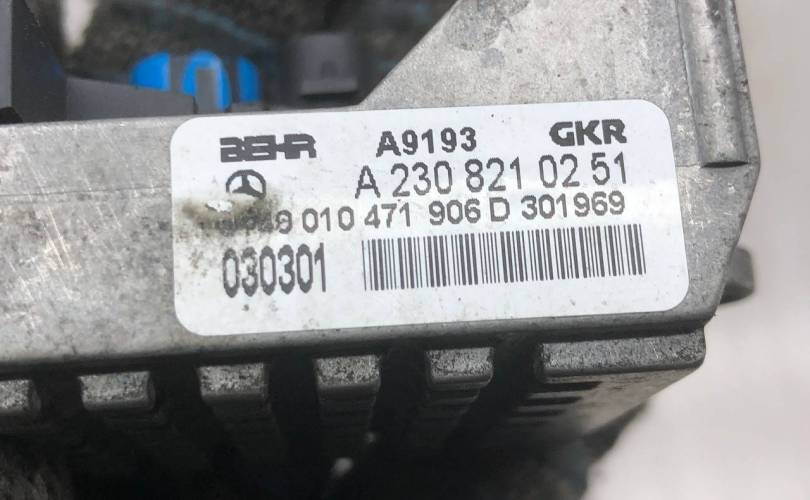 BEHR A9193 GKR
A 230 821 02 51
010 471 906 D 301969
030301